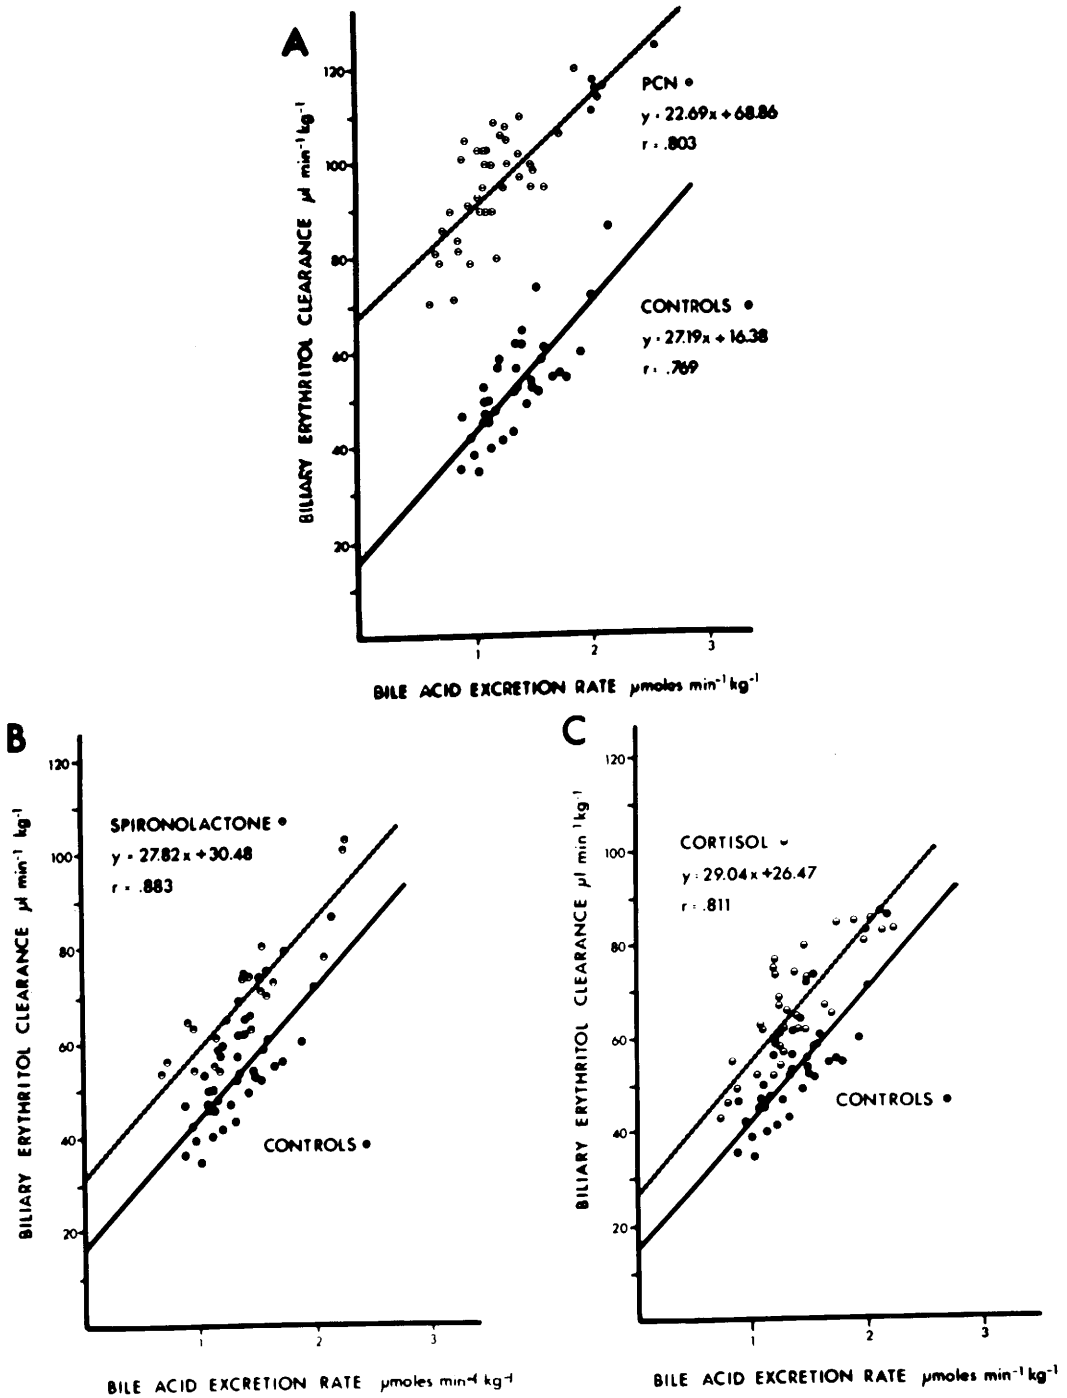 A
BILIARY ERYTHRITOL CLEARANCE µl min⁻¹ kg⁻¹
120
100
80
60
40
20
PCN
y = 22.69x + 68.86
r = .803
CONTROLS
y = 27.19x + 16.38
r = .769
1 2 3
BILE ACID EXCRETION RATE µmoles min⁻¹ kg⁻¹
B
BILIARY ERYTHRITOL CLEARANCE µl min⁻¹ kg⁻¹
120
100
80
60
40
20
SPIRONOLACTONE
y = 27.82x + 30.48
r = .883
CONTROLS
1 2 3
BILE ACID EXCRETION RATE µmoles min⁻¹ kg⁻¹
C
BILIARY ERYTHRITOL CLEARANCE µl min⁻¹ kg⁻¹
120
100
80
60
40
20
CORTISOL
y = 29.04x + 26.47
r = .811
CONTROLS
1 2 3
BILE ACID EXCRETION RATE µmoles min⁻¹ kg⁻¹